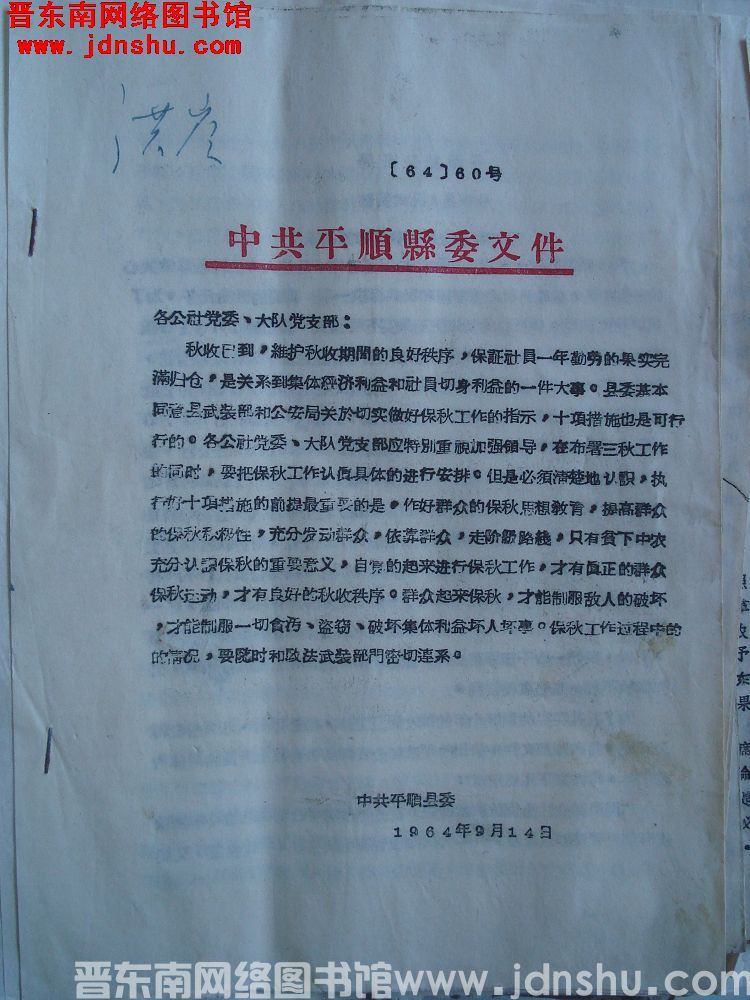 晋东南网络图书馆
www.jdnshu.com
洪岸
〔64〕60号
中共平順縣委文件
各公社党委、大队党支部：
秋收已到，維护秋收期間的良好秩序，保証社員一年勤劳的果实完
滿归仓，是关系到集体經济利益和社員切身利益的一件大事。县委基本
同意县武裝部和公安局关於切实做好保秋工作的指示，十項措施也是可行
行的。各公社党委、大队党支部应特別重視加强領导，在布署三秋工作
的同时，要把保秋工作认眞具体的进行安排。但是必須清楚地认識，执
行好十項措施的前提最重要的是，作好群众的保秋思想教育，提高群众
的保秋积极性，充分发动群众，依靠群众，走阶級路綫，只有貧下中农
充分认識保秋的重要意义，自覚的起来进行保秋工作，才有眞正的群众
保秋运动，才有良好的秋收秩序。群众起来保秋，才能制服敌人的破坏
，才能制服一切貪汚、盜窃、破坏集体利益坏人坏事。保秋工作过程中的
的情况，要随时和政法武裝部門密切連系。
中共平順县委
1964年9月14日
晋东南网络图书馆www.jdnshu.com